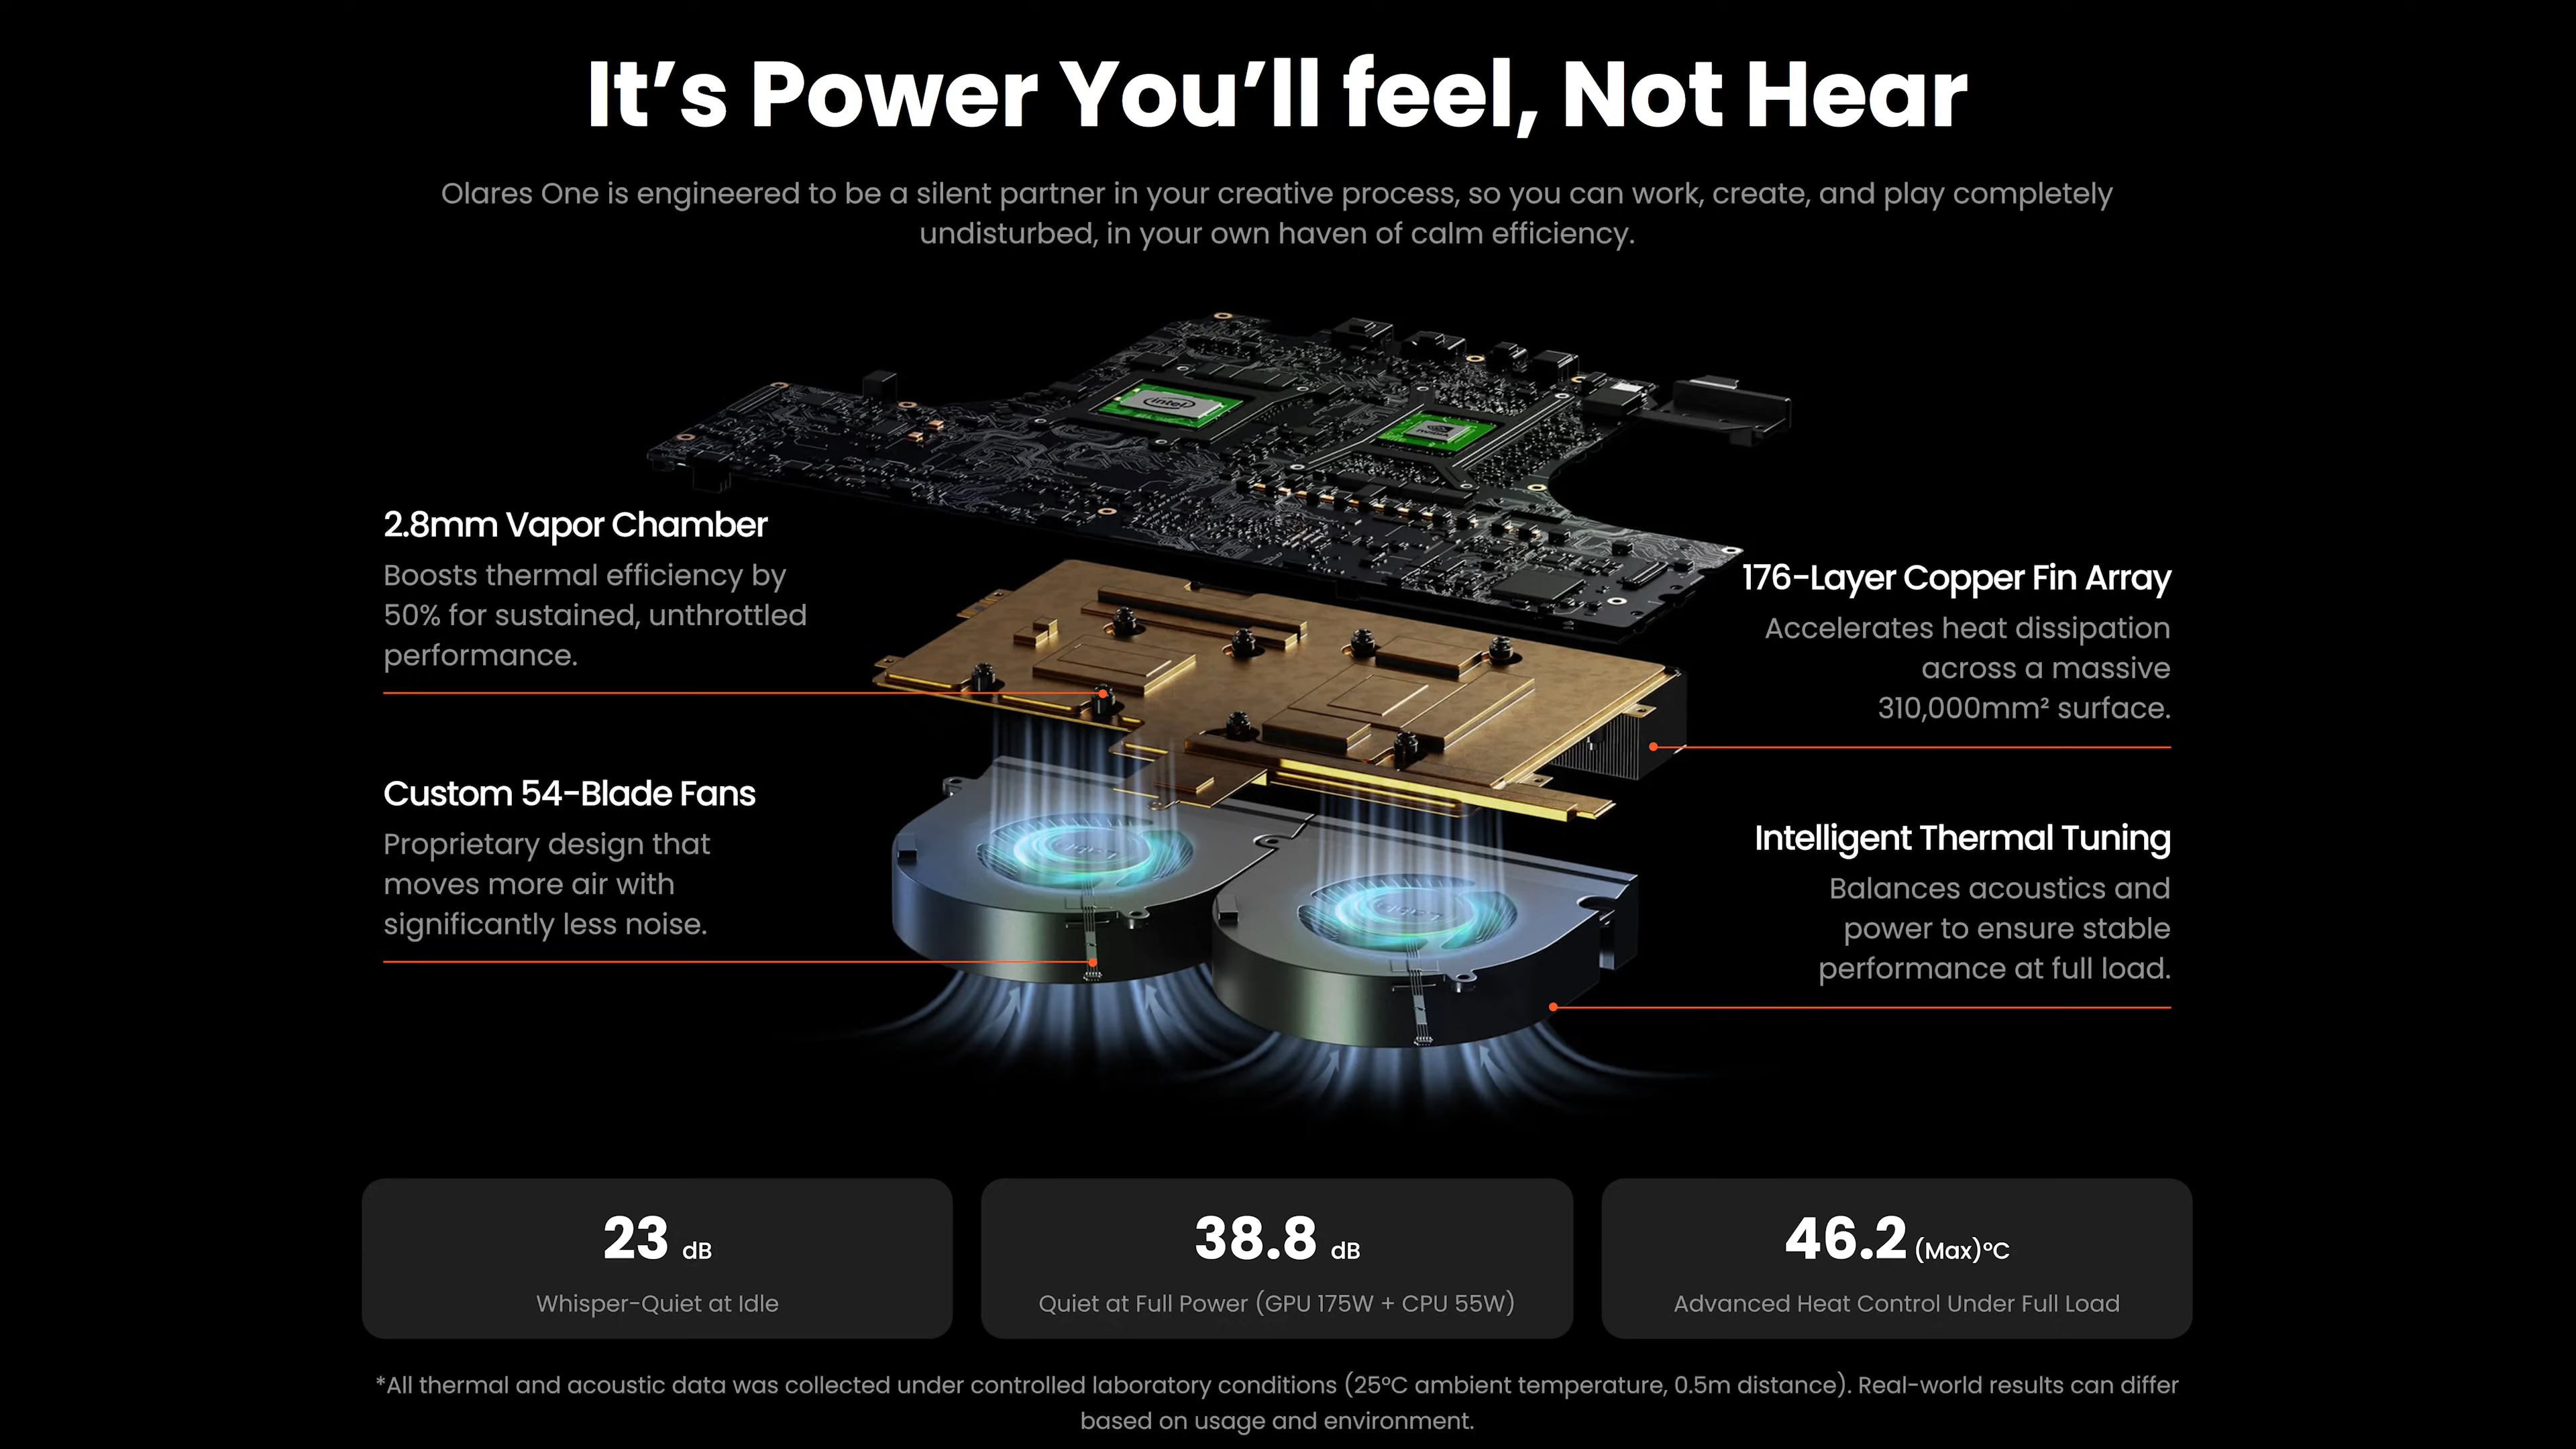 It’s Power You’ll feel, Not Hear
Olares One is engineered to be a silent partner in your creative process, so you can work, create, and play completely
undisturbed, in your own haven of calm efficiency.
intel
2.8mm Vapor Chamber
Boosts thermal efficiency by
50% for sustained, unthrottled
performance.
176-Layer Copper Fin Array
Accelerates heat dissipation
across a massive
310,000mm² surface.
Custom 54-Blade Fans
Proprietary design that
moves more air with
significantly less noise.
Intelligent Thermal Tuning
Balances acoustics and
power to ensure stable
performance at full load.
23 dB
Whisper-Quiet at Idle
38.8 dB
Quiet at Full Power (GPU 175W + CPU 55W)
46.2 (Max)°C
Advanced Heat Control Under Full Load
*All thermal and acoustic data was collected under controlled laboratory conditions (25°C ambient temperature, 0.5m distance). Real-world results can differ
based on usage and environment.